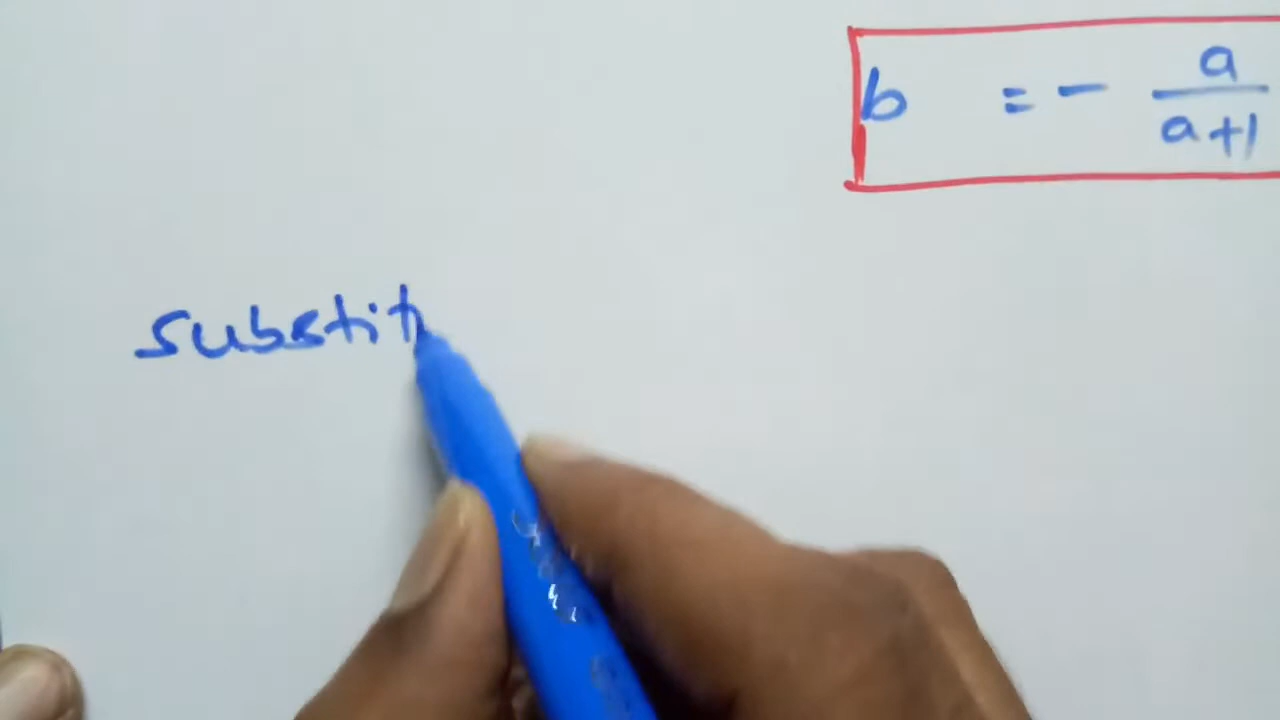 b = - a/a+1
substit